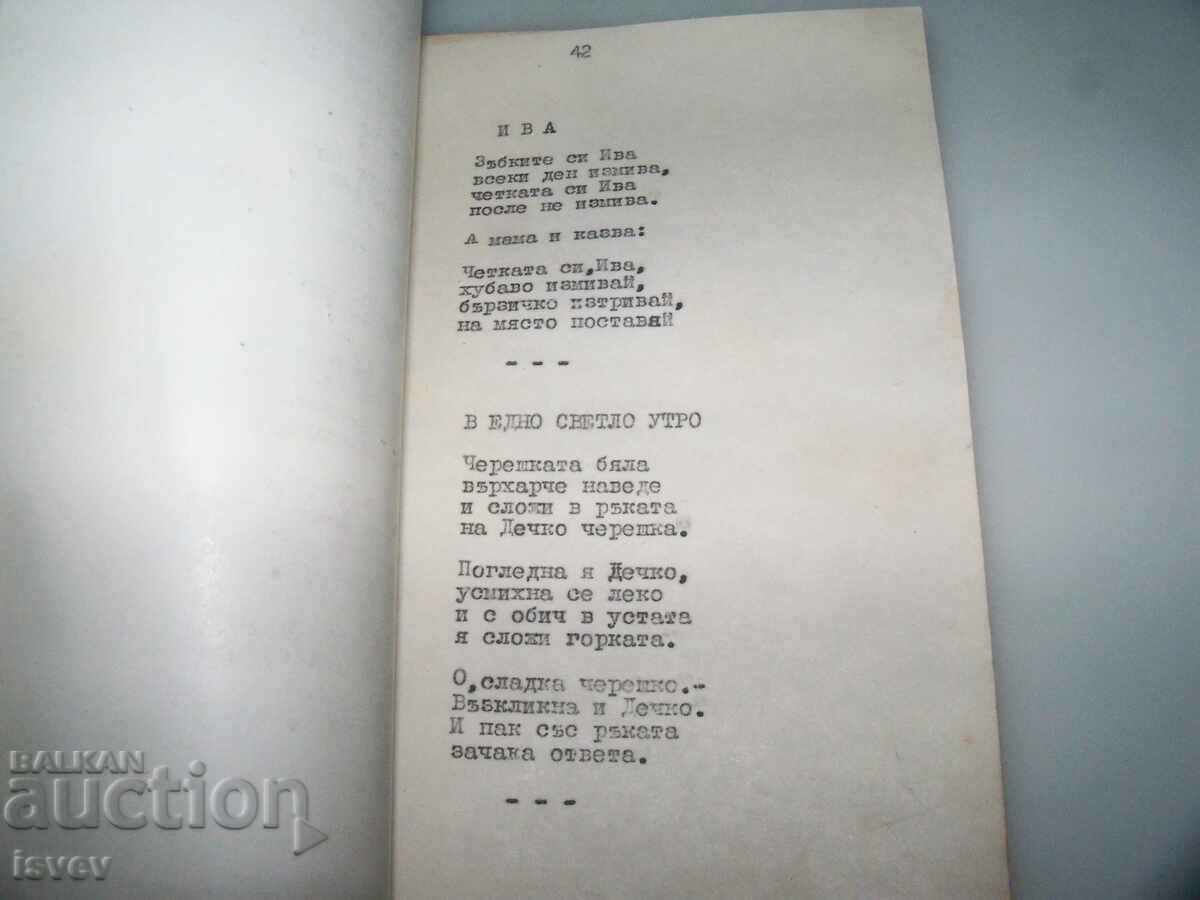 42
И В А
Зъбките си Ива
всеки ден измива,
четката си Ива
после не измива.
А мама и казва:
Четката си,Ива,
хубаво измивай,
бързичко изтривай,
на място поставяй
- - -
В ЕДНО СВЕТЛО УТРО
Черешката бяла
върхарче наведе
и сложи в ръката
на Дечко черешка.
Погледна я Дечко,
усмихна се леко
и с обич в устата
я сложи горката.
О,сладка черешко.-
Възкликна и Дечко.
И пак със ръката
зачака ответа.
- - -
BALKAN
auction
isvev